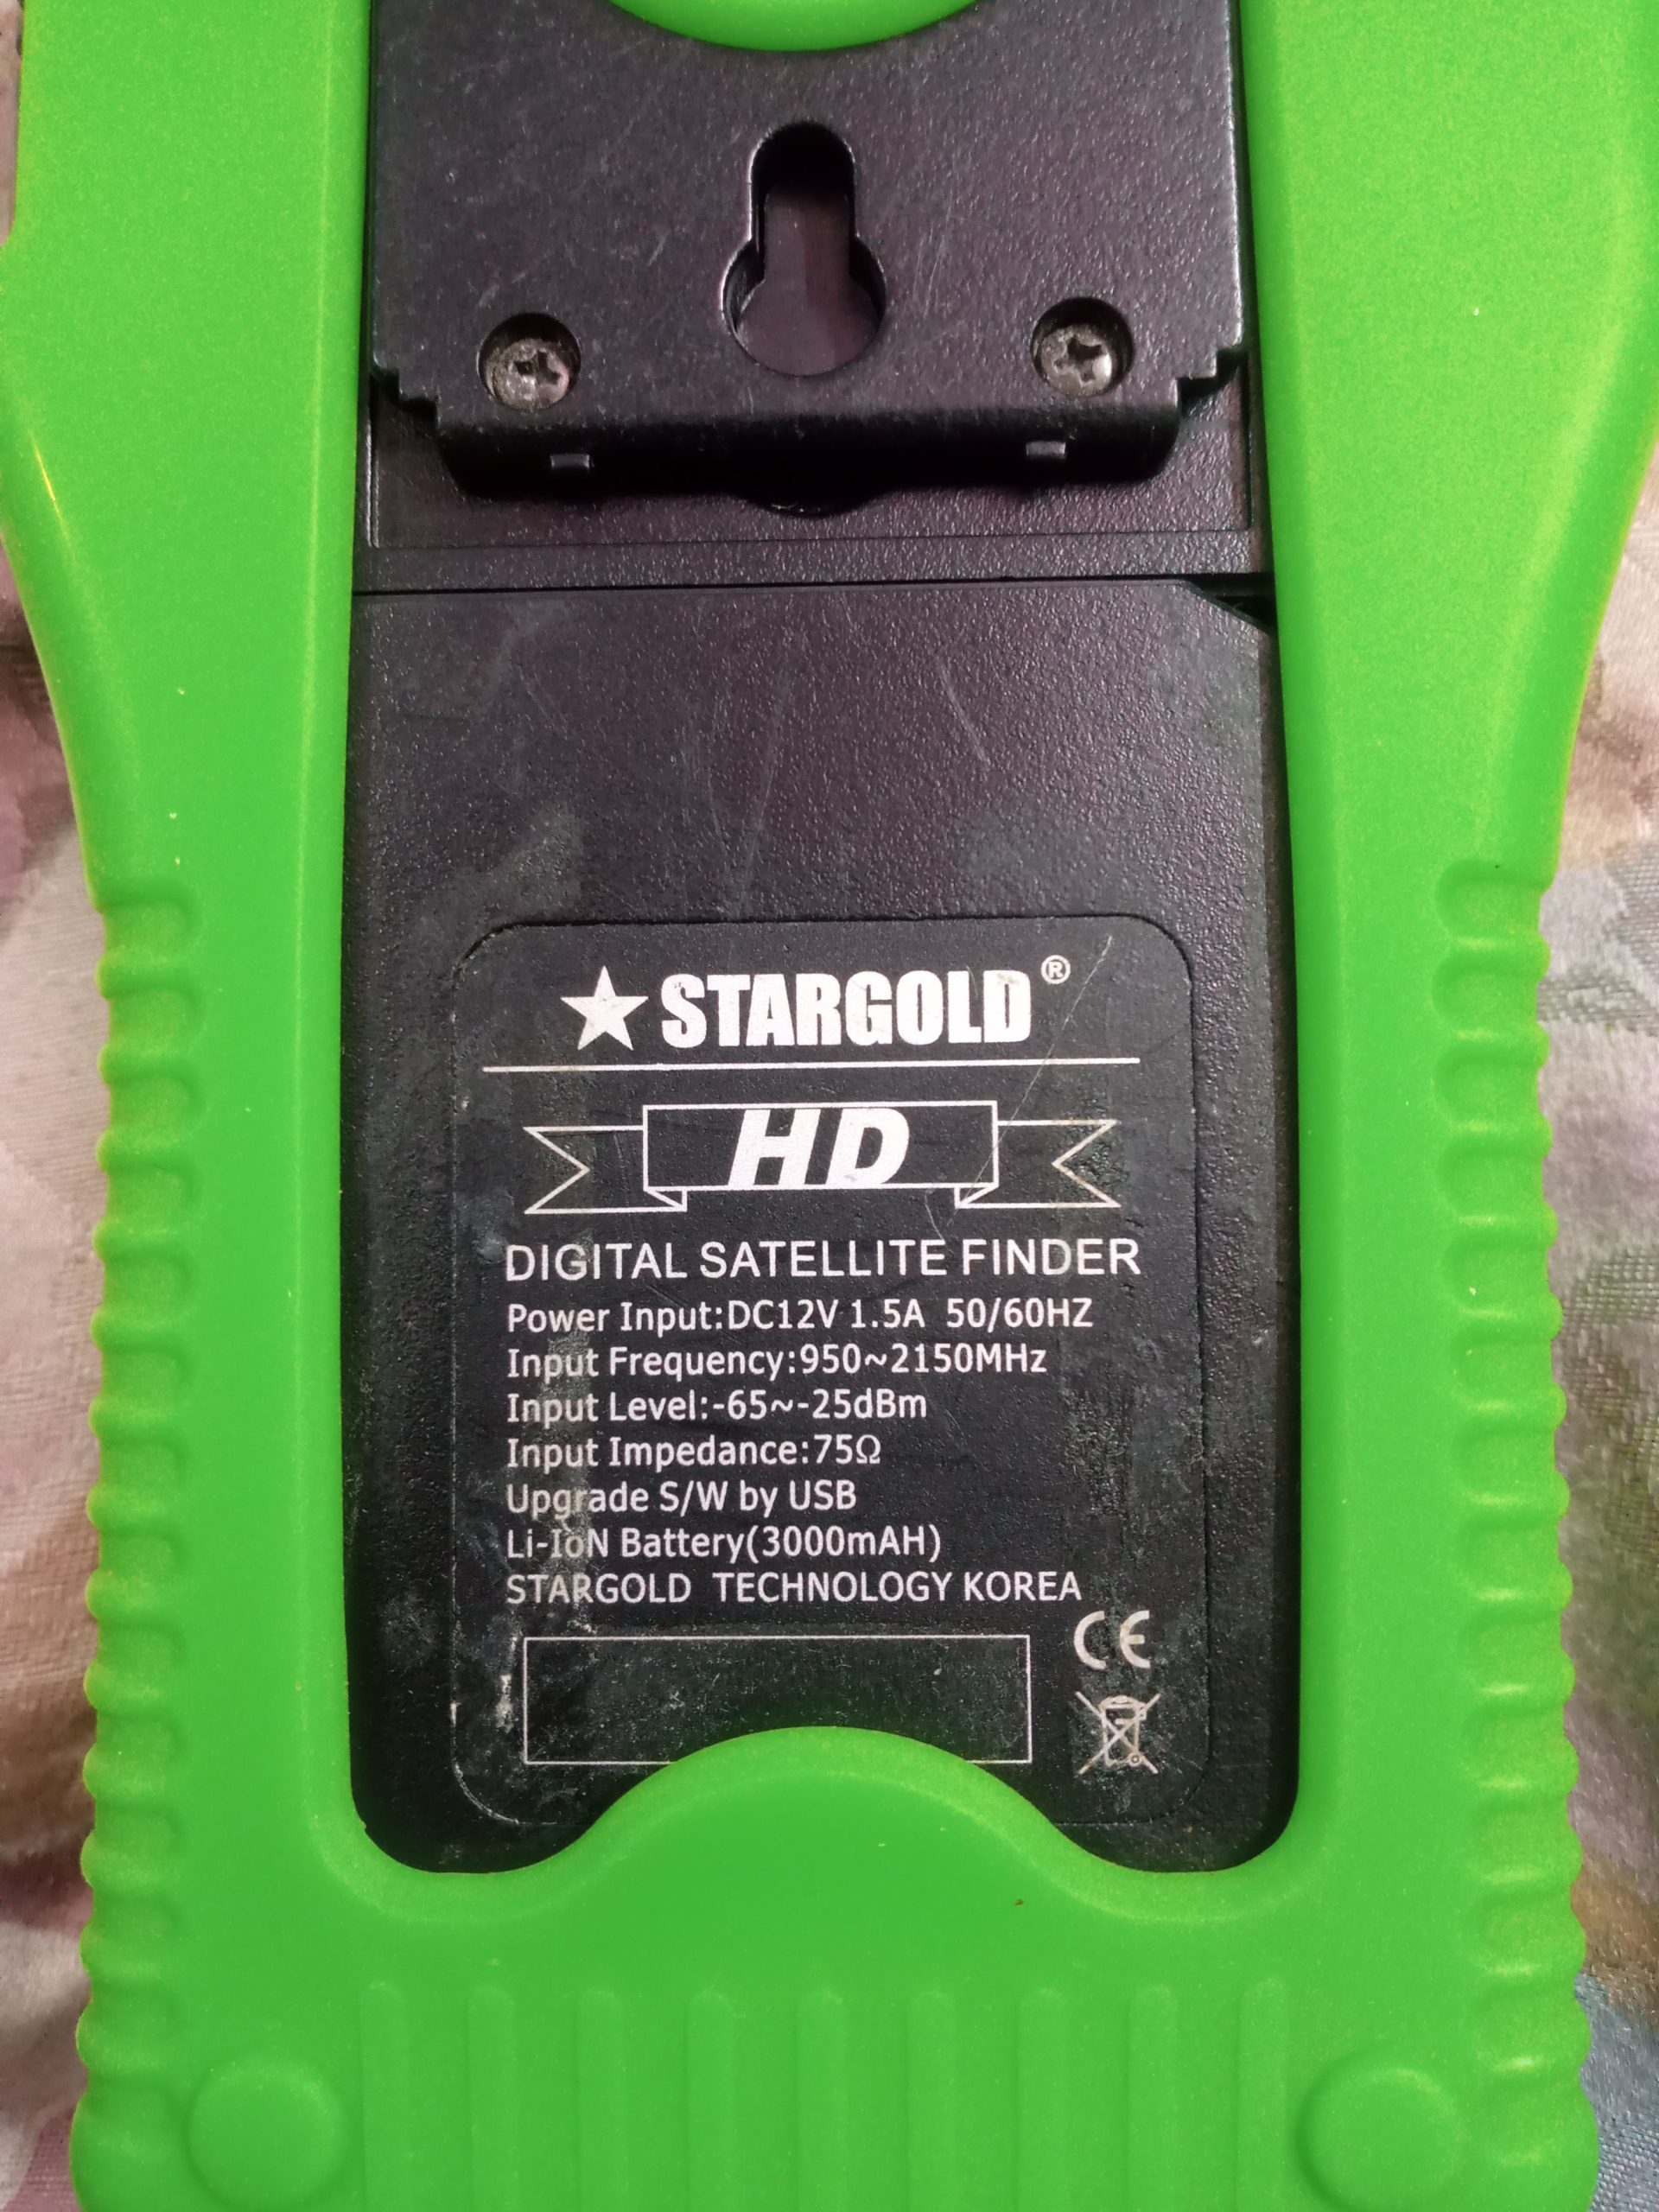 ★STARGOLD®
HD
DIGITAL SATELLITE FINDER
Power Input:DC12V 1.5A 50/60HZ
Input Frequency:950~2150MHz
Input Level:-65~-25dBm
Input Impedance:75Ω
Upgrade S/W by USB
Li-IoN Battery(3000mAH)
STARGOLD TECHNOLOGY KOREA
CE